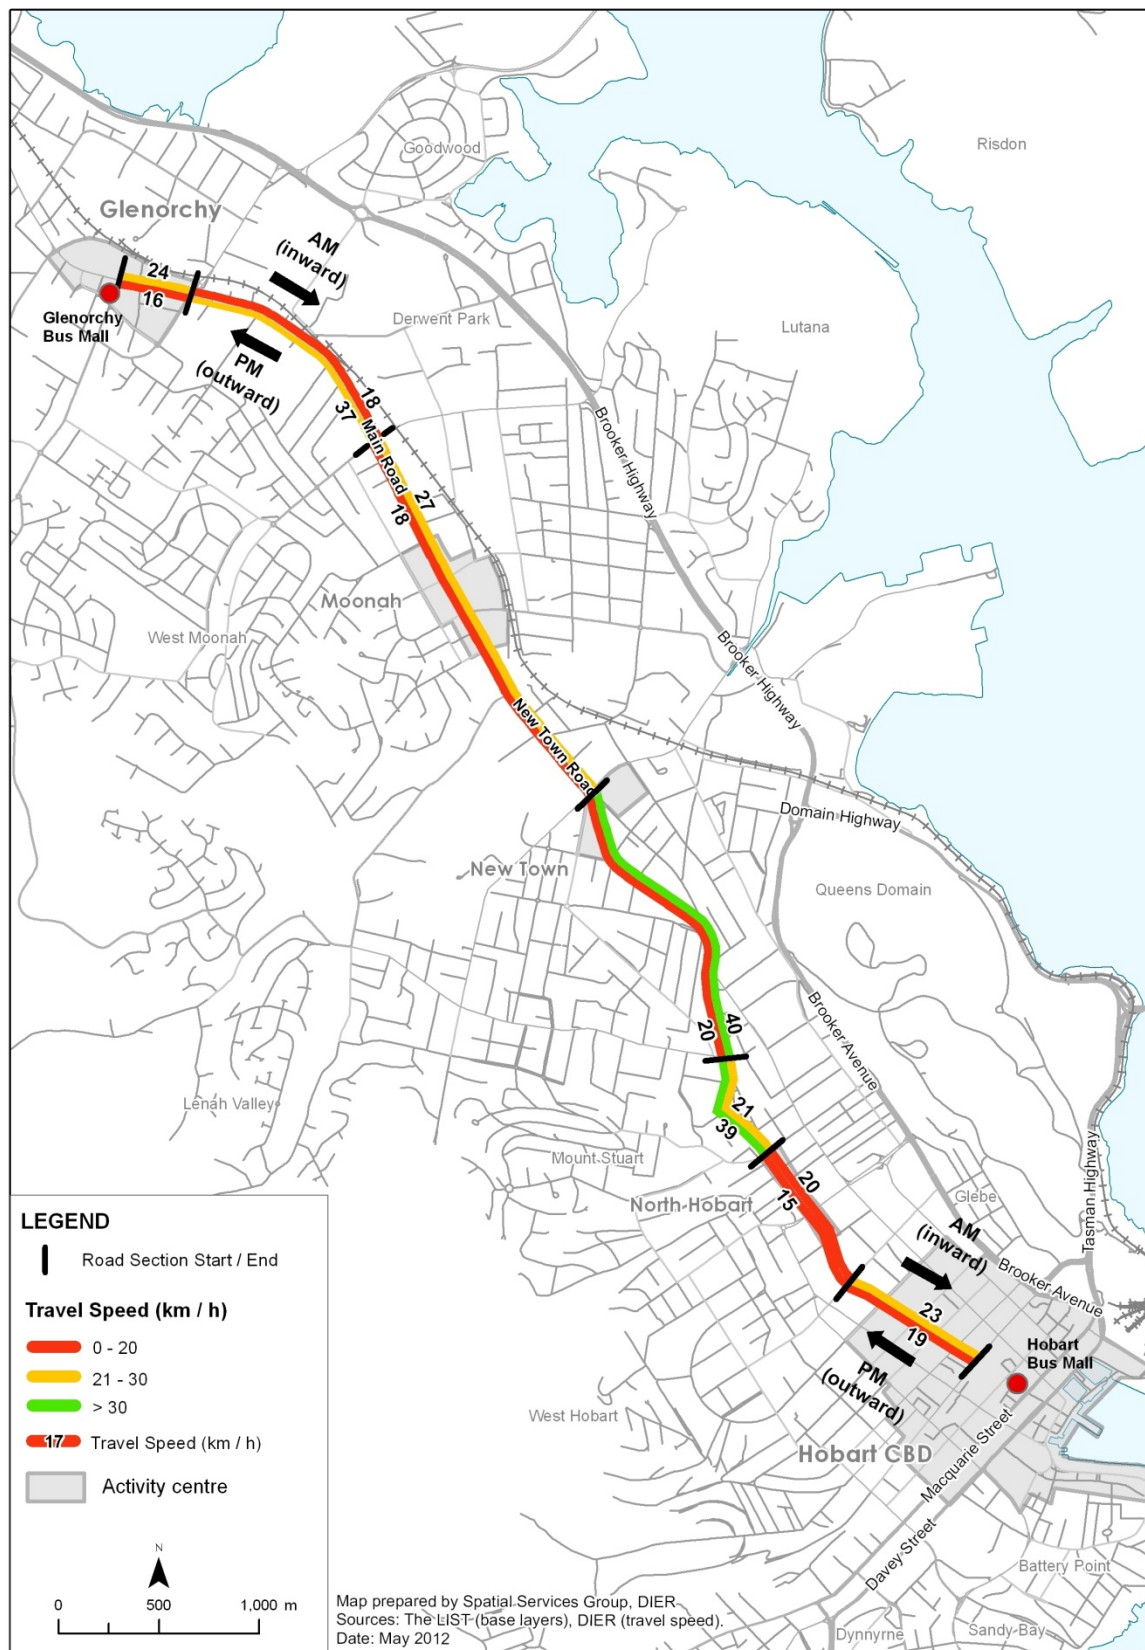 Goodwood
Risdon
Glenorchy
AM
(inward)
24
16
Glenorchy
Bus Mall
Derwent Park
Lutana
PM
(outward)
18
37
Main Road
Brooker Highway
27
18
Moonah
West Moonah
Brooker Highway
New Town Road
Domain Highway
New Town
Queens Domain
40
20
Brooker Avenue
Lenah Valley
21
39
Mount Stuart
Tasman Highway
20
15
North Hobart
Glebe
AM
(inward)
Brooker Avenue
23
19
Hobart
Bus Mall
PM
(outward)
West Hobart
Hobart CBD
Macquarie Street
Davey Street
Battery Point
Sandy Bay
Dynnyrne
LEGEND
Road Section Start / End
Travel Speed (km / h)
0 - 20
21 - 30
> 30
17 Travel Speed (km / h)
Activity centre
N
0 500 1,000 m
Map prepared by Spatial Services Group, DIER
Sources: The LIST (base layers), DIER (travel speed).
Date: May 2012